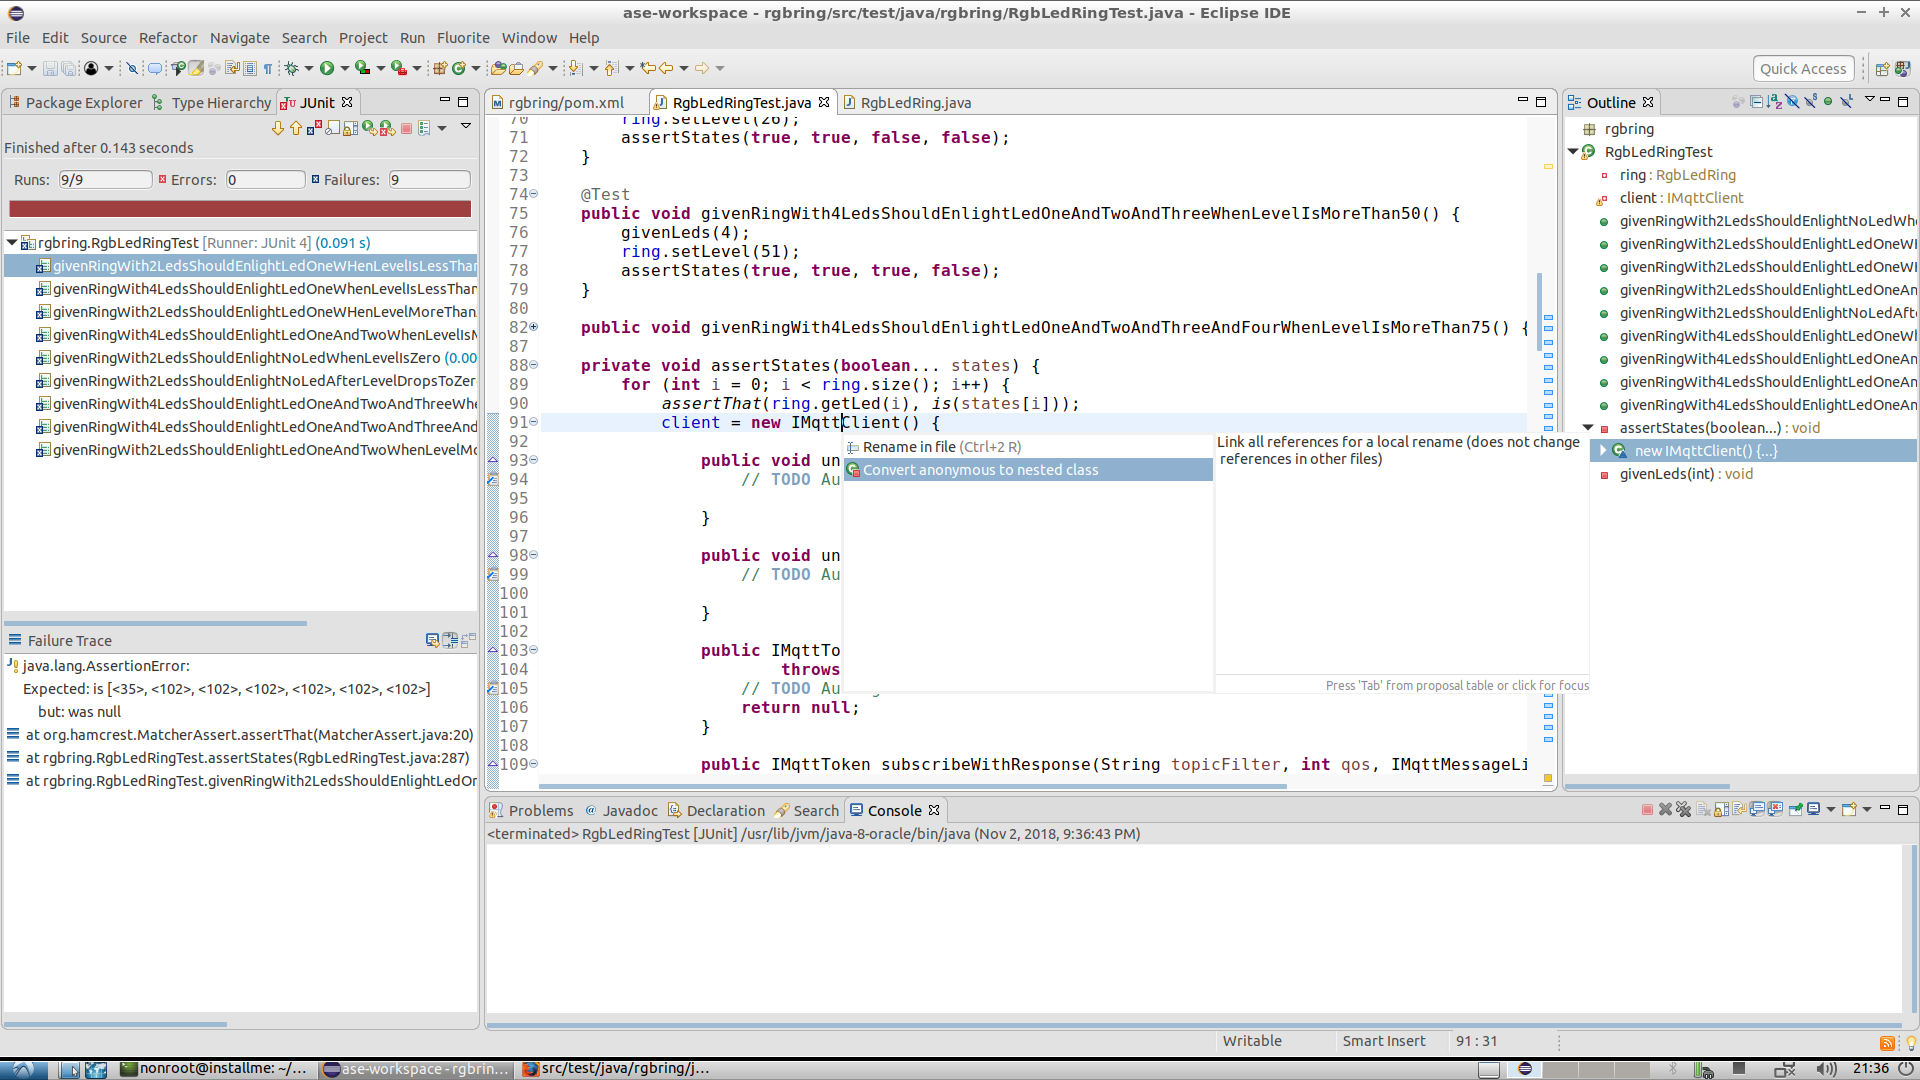 ase-workspace - rgbring/src/test/java/rgbring/RgbLedRingTest.java - Eclipse IDE
File Edit Source Refactor Navigate Search Project Run Fluorite Window Help
Quick Access
Package Explorer Type Hierarchy JUnit
Finished after 0.143 seconds
Runs: 9/9 Errors: 0 Failures: 9
rgbring.RgbLedRingTest [Runner: JUnit 4] (0.091 s)
givenRingWith2LedsShouldEnlightLedOneWHenLevelIsLessThan
givenRingWith4LedsShouldEnlightLedOneWhenLevelIsLessThan
givenRingWith2LedsShouldEnlightLedOneWHenLevelMoreThan
givenRingWith4LedsShouldEnlightLedOneAndTwoWhenLevelIsM
givenRingWith2LedsShouldEnlightNoLedWhenLevelIsZero (0.00
givenRingWith2LedsShouldEnlightNoLedAfterLevelDropsToZer
givenRingWith4LedsShouldEnlightLedOneAndTwoAndThreeWhe
givenRingWith4LedsShouldEnlightLedOneAndTwoAndThreeAnd
givenRingWith2LedsShouldEnlightLedOneAndTwoWhenLevelMo
Failure Trace
java.lang.AssertionError:
Expected: is [<35>, <102>, <102>, <102>, <102>, <102>, <102>]
but: was null
at org.hamcrest.MatcherAssert.assertThat(MatcherAssert.java:20)
at rgbring.RgbLedRingTest.assertStates(RgbLedRingTest.java:287)
at rgbring.RgbLedRingTest.givenRingWith2LedsShouldEnlightLedOr
rgbring/pom.xml RgbLedRingTest.java RgbLedRing.java
70 ring.setLevel(26);
71 assertStates(true, true, false, false);
72 }
73
74 @Test
75 public void givenRingWith4LedsShouldEnlightLedOneAndTwoAndThreeWhenLevelIsMoreThan50() {
76 givenLeds(4);
77 ring.setLevel(51);
78 assertStates(true, true, true, false);
79 }
80
82 public void givenRingWith4LedsShouldEnlightLedOneAndTwoAndThreeAndFourWhenLevelIsMoreThan75() {
87
88 private void assertStates(boolean... states) {
89 for (int i = 0; i < ring.size(); i++) {
90 assertThat(ring.getLed(i), is(states[i]));
91 client = new IMqttClient() {
92
93 public void un
94 // TODO Au
95
96 }
97
98 public void un
99 // TODO Au
100
101 }
102
103 public IMqttTo
104 throws
105 // TODO Au
106 return null;
107 }
108
109 public IMqttToken subscribeWithResponse(String topicFilter, int qos, IMqttMessageLi
Rename in file (Ctrl+2 R)
Convert anonymous to nested class
Link all references for a local rename (does not change
references in other files)
Press 'Tab' from proposal table or click for focus
Outline
rgbring
RgbLedRingTest
ring : RgbLedRing
client : IMqttClient
givenRingWith2LedsShouldEnlightNoLedWh
givenRingWith2LedsShouldEnlightLedOneWI
givenRingWith2LedsShouldEnlightLedOneWI
givenRingWith2LedsShouldEnlightLedOneAn
givenRingWith2LedsShouldEnlightNoLedAft
givenRingWith4LedsShouldEnlightLedOneWh
givenRingWith4LedsShouldEnlightLedOneAn
givenRingWith4LedsShouldEnlightLedOneAn
givenRingWith4LedsShouldEnlightLedOneAn
assertStates(boolean...) : void
new IMqttClient() {...}
givenLeds(int) : void
Problems Javadoc Declaration Search Console
<terminated> RgbLedRingTest [JUnit] /usr/lib/jvm/java-8-oracle/bin/java (Nov 2, 2018, 9:36:43 PM)
Writable Smart Insert 91 : 31
nonroot@installme: ~/... ase-workspace - rgbrin... src/test/java/rgbring/j... 21:36